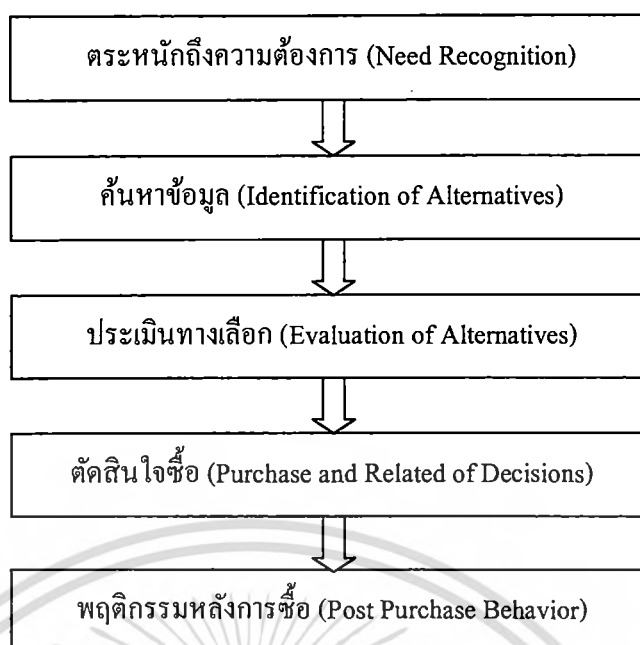 ตระหนักถึงความต้องการ (Need Recognition)
ค้นหาข้อมูล (Identification of Alternatives)
ประเมินทางเลือก (Evaluation of Alternatives)
ตัดสินใจซื้อ (Purchase and Related of Decisions)
พฤติกรรมหลังการซื้อ (Post Purchase Behavior)